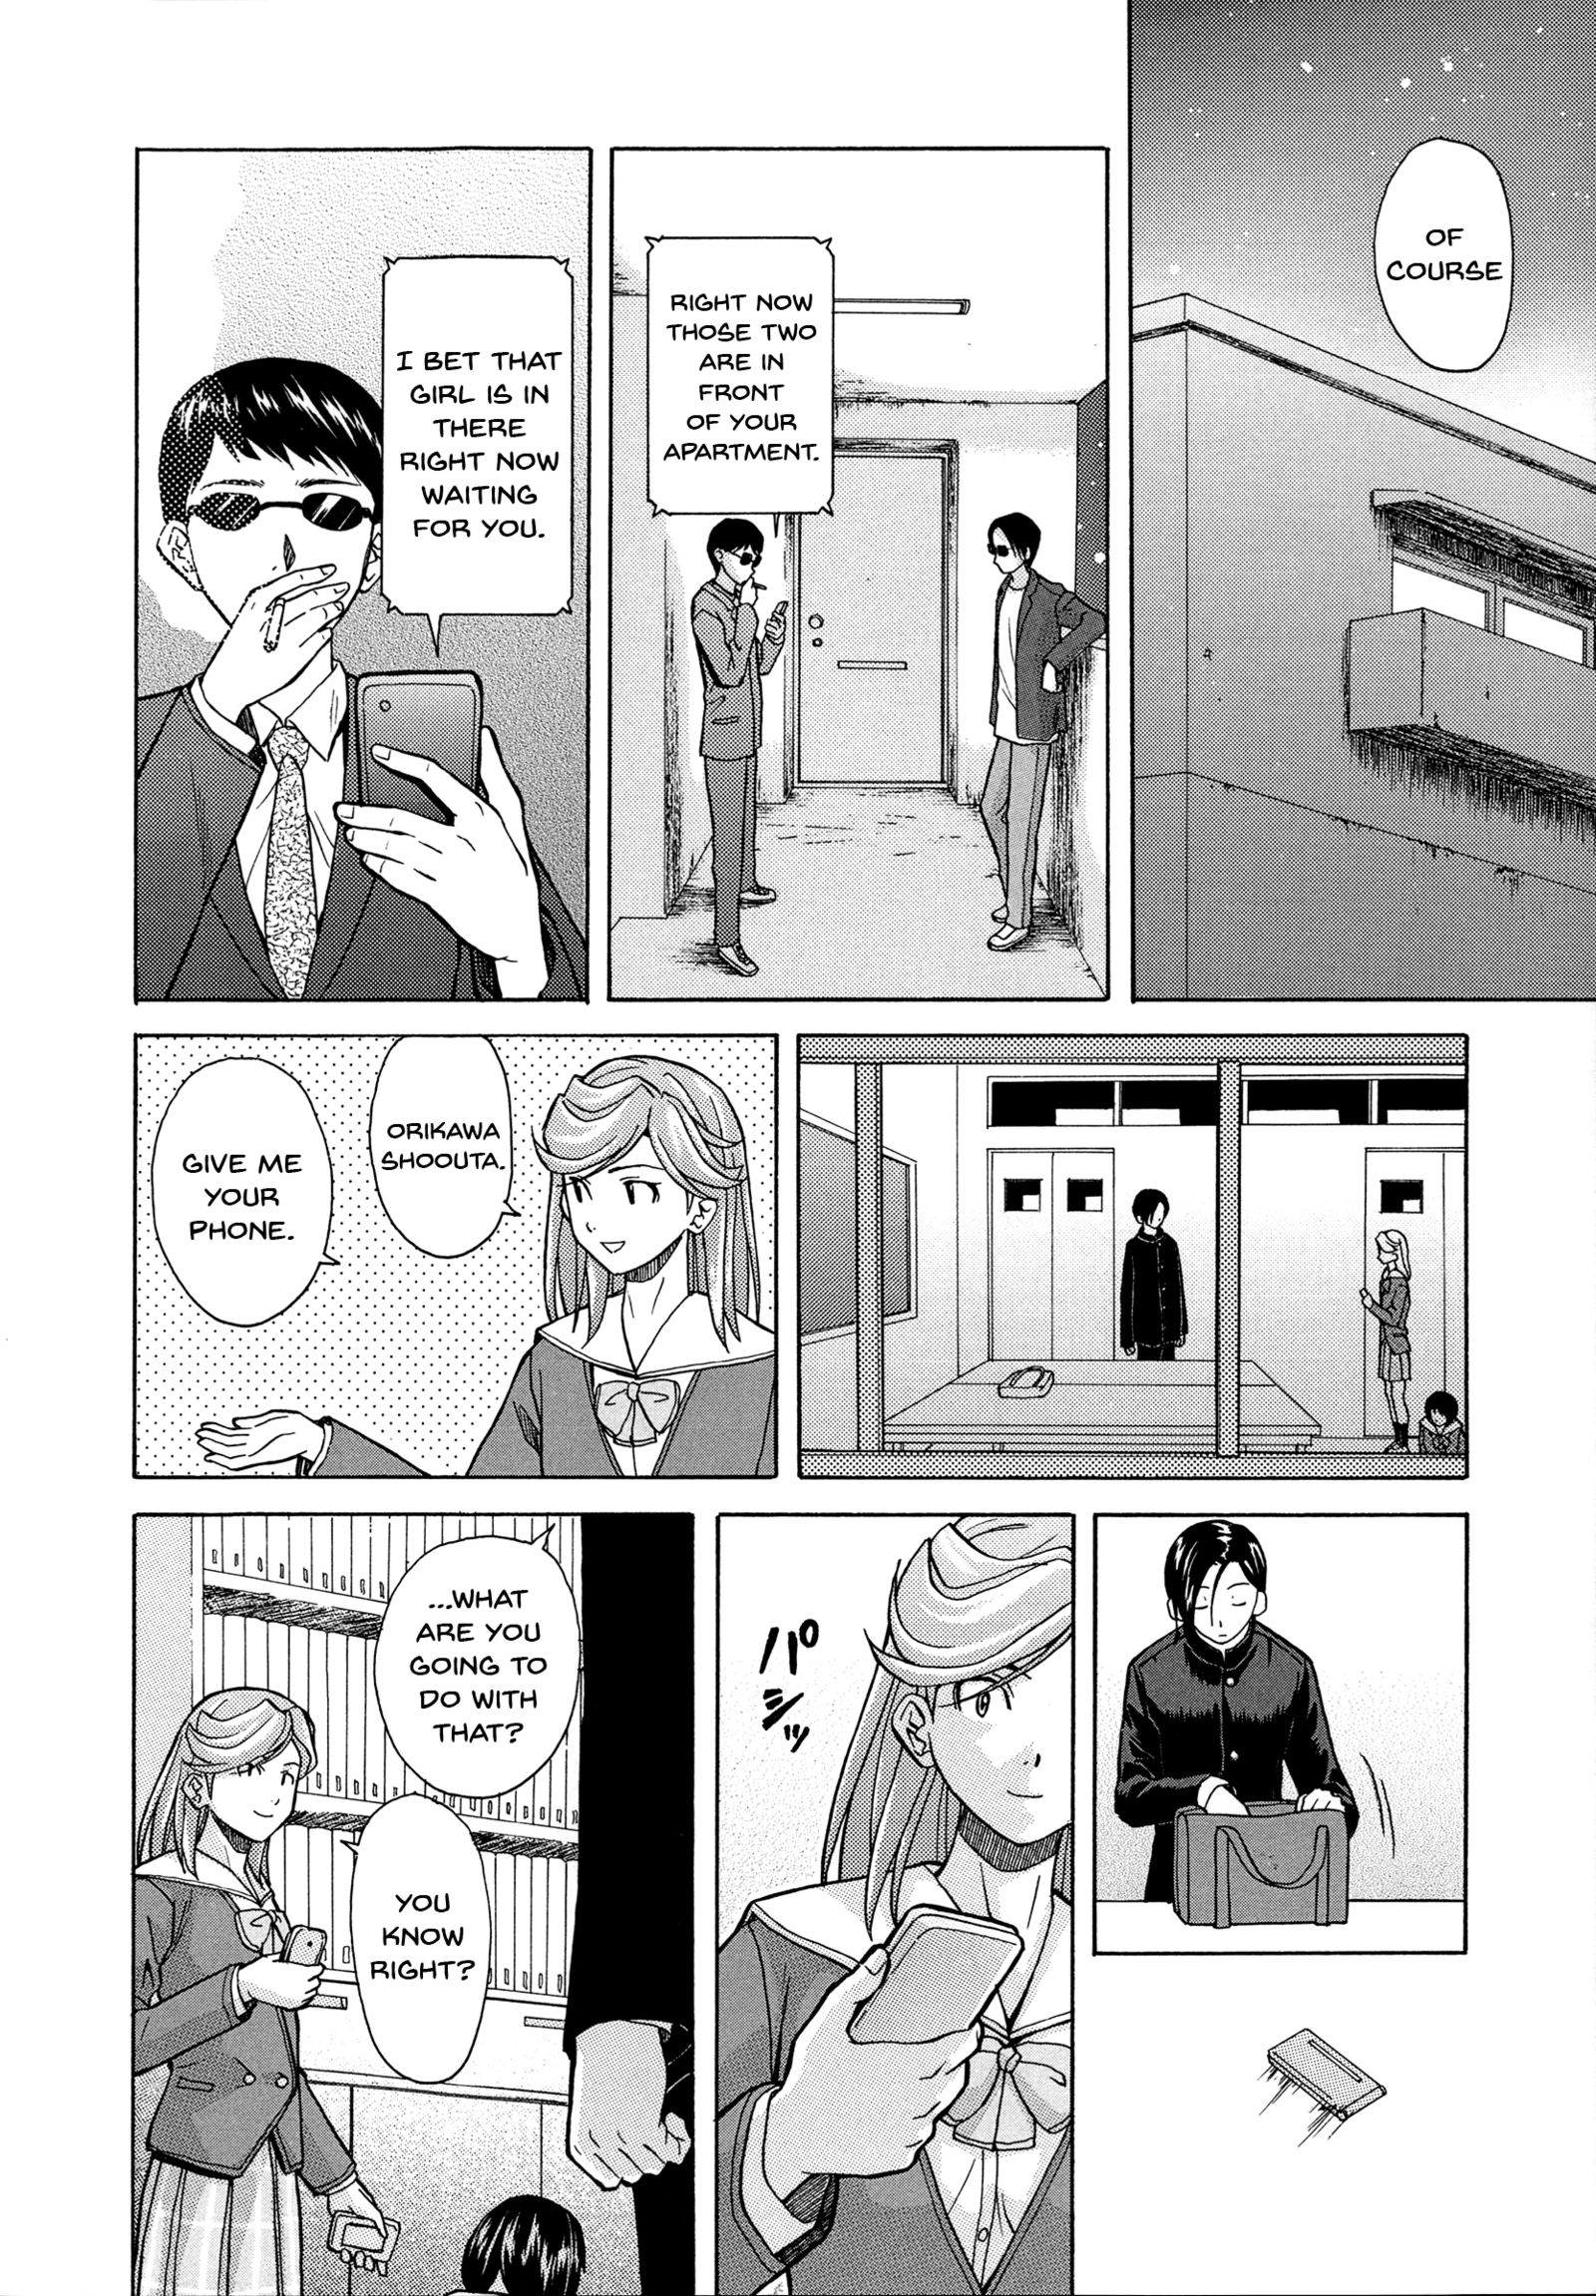 OF
COURSE
RIGHT NOW
THOSE TWO
ARE IN
FRONT
OF YOUR
APARTMENT.
I BET THAT
GIRL IS IN
THERE
RIGHT NOW
WAITING
FOR YOU.
ORIKAWA
SHOOUTA.
GIVE ME
YOUR
PHONE.
パシッ
...WHAT
ARE YOU
GOING TO
DO WITH
THAT?
YOU
KNOW
RIGHT?